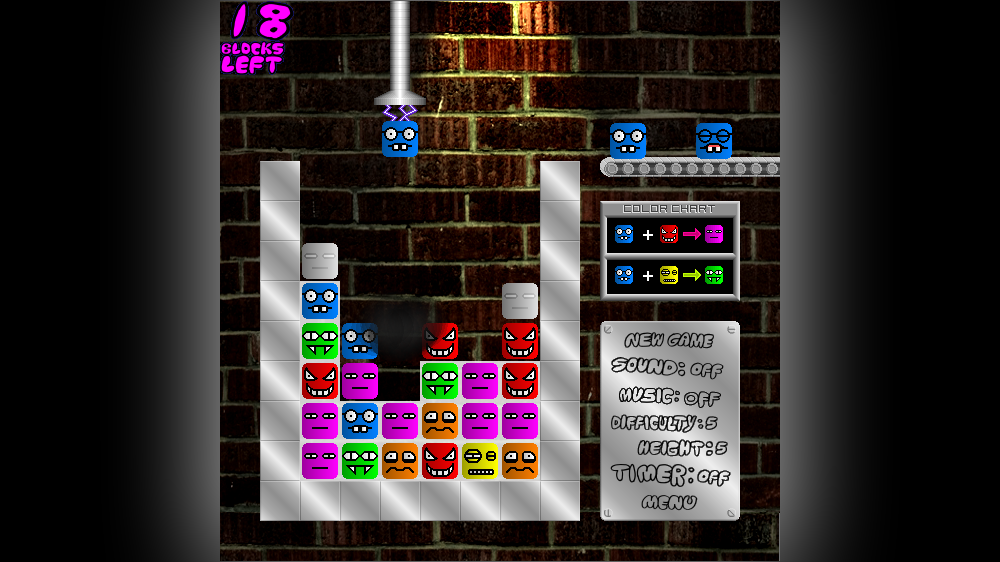 18
BLOCKS
LEFT
COLOR CHART
+
+
NEW GAME
SOUND: OFF
MUSIC: OFF
DIFFICULTY: 5
HEIGHT: 5
TIMER: OFF
MENU